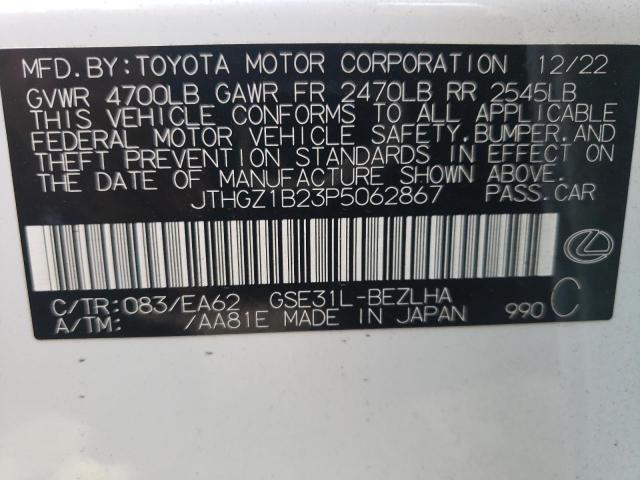 MFD.BY:TOYOTA MOTOR CORPORATION 12/22
GVWR 4700LB GAWR FR 2470LB RR 2545LB
THIS VEHICLE CONFORMS TO ALL APPLICABLE
FEDERAL MOTOR VEHICLE SAFETY,BUMPER,AND
THEFT PREVENTION STANDARDS IN EFFECT ON
THE DATE OF MANUFACTURE SHOWN ABOVE.
JTHGZ1B23P5062867 PASS.CAR
C/TR:083/EA62 GSE31L-BEZLHA
A/TM: /AA81E MADE IN JAPAN 990 C